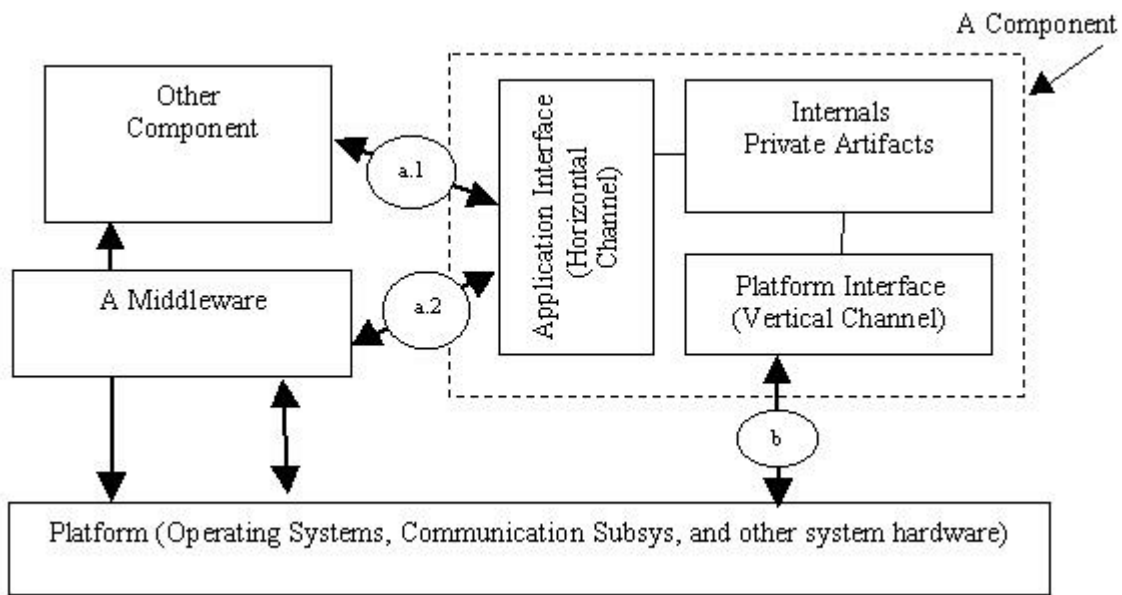 A Component
Other
Component
a.1
Application Interface
(Horizontal
Channel)
Internals
Private Artifacts
A Middleware
a.2
Platform Interface
(Vertical Channel)
b
Platform (Operating Systems, Communication Subsys, and other system hardware)